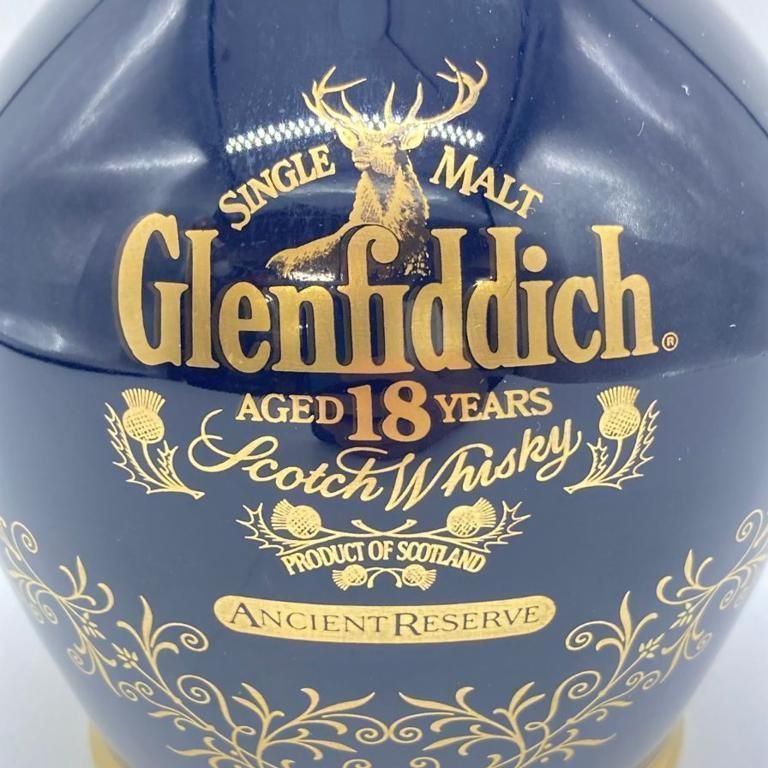 SINGLE MALT
Glenfiddich®
AGED 18 YEARS
Scotch Whisky
PRODUCT OF SCOTLAND
ANCIENT RESERVE